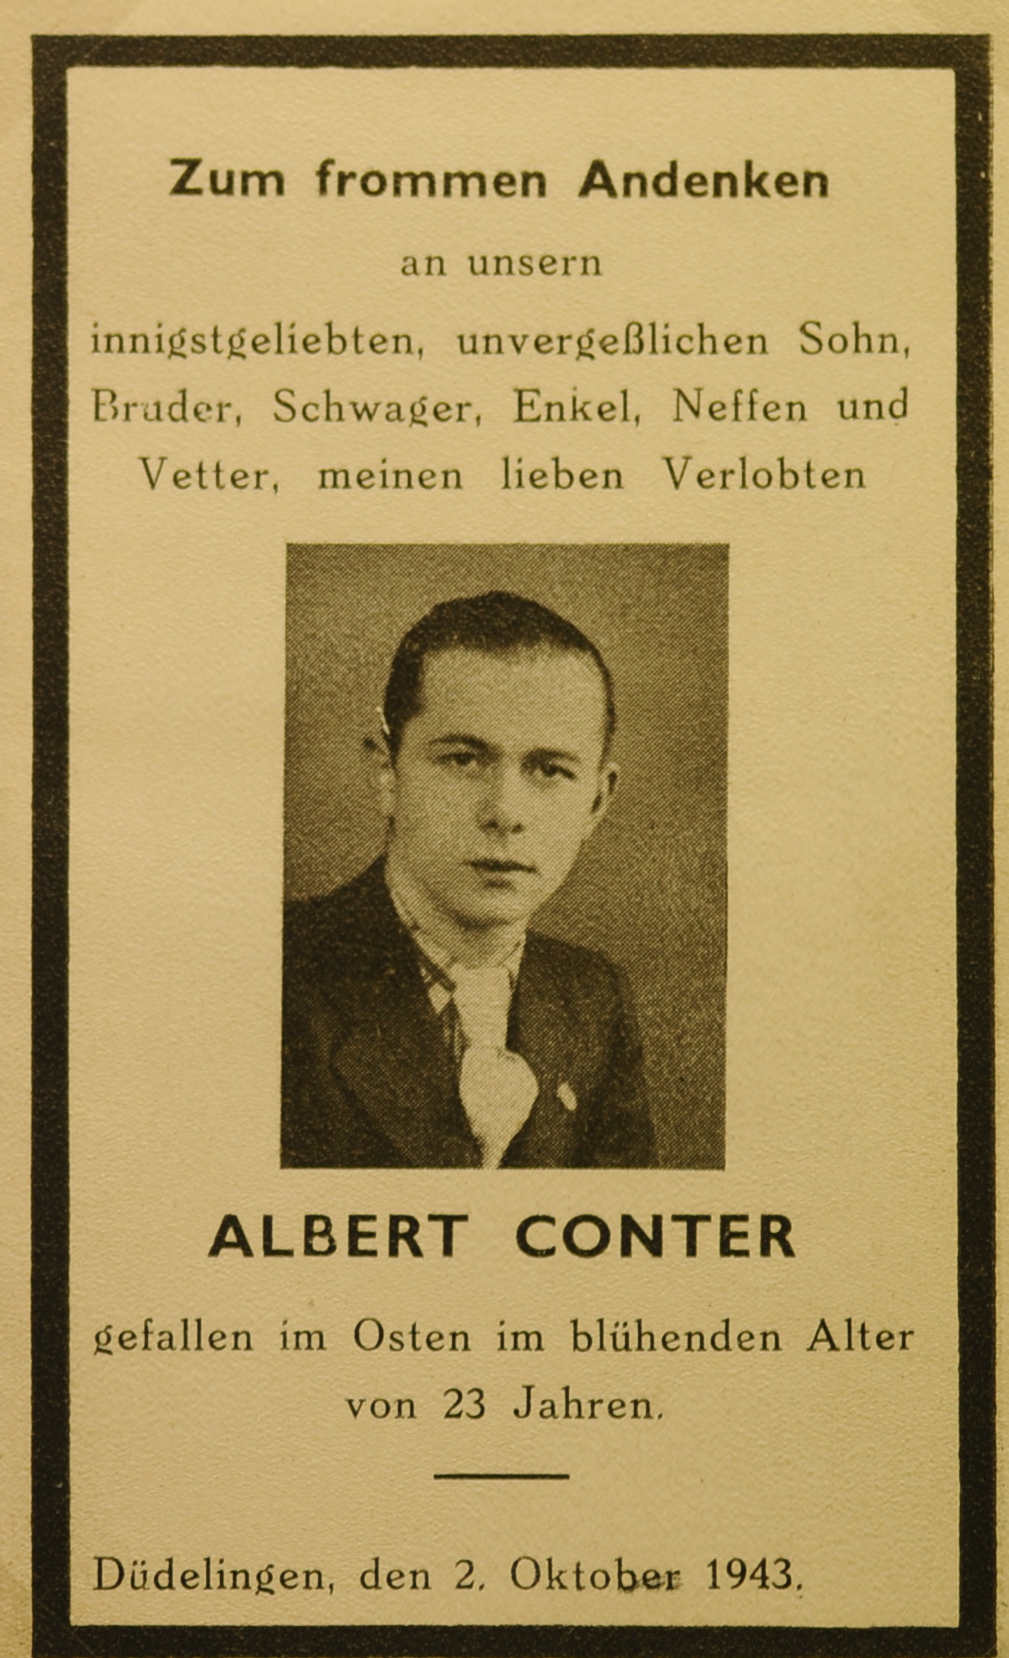 Zum frommen Andenken
an unsern
innigstgeliebten, unvergeßlichen Sohn,
Bruder, Schwager, Enkel, Neffen und
Vetter, meinen lieben Verlobten
ALBERT CONTER
gefallen im Osten im blühenden Alter
von 23 Jahren.
Düdelingen, den 2. Oktober 1943.